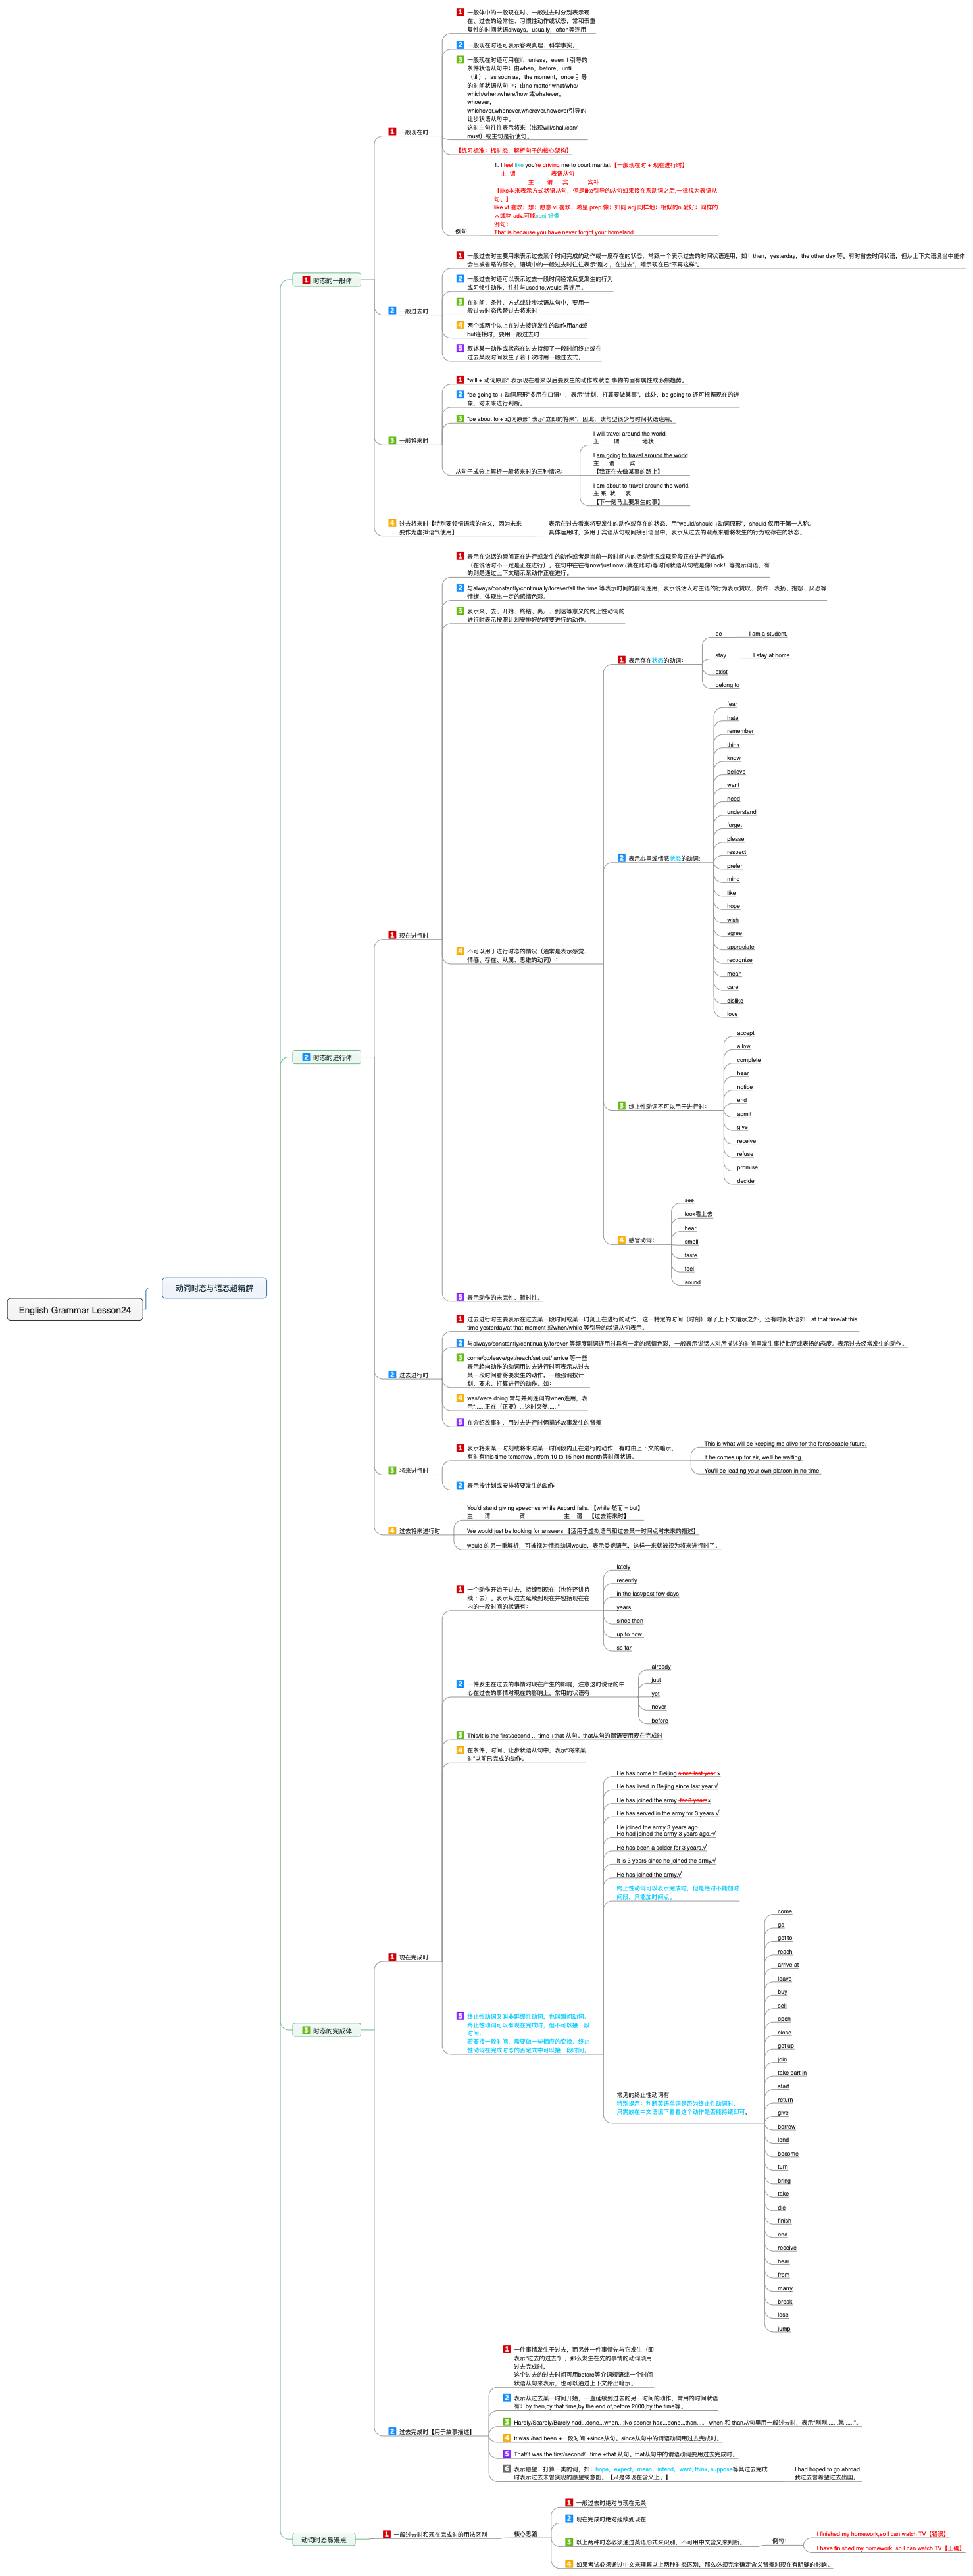 English Grammar Lesson24
动词时态与语态超精解
1 时态的一般体
1 一般现在时
1 一般体中的一般现在时、一般过去时分别表示现
在、过去的经常性、习惯性动作或状态，常和表重
复性的时间状语always，usually，often等连用
2 一般现在时还可表示客观真理、科学事实。
3 一般现在时还可用在if，unless，even if 引导的
条件状语从句中；由when，before，until
（till），as soon as，the moment，once 引导
的时间状语从句中；由no matter what/who/
which/when/where/how 或whatever，
whoever，
whichever,whenever,wherever,however引导的
让步状语从句中。
这时主句往往表示将来（出现will/shall/can/
must）或主句是祈使句。
【练习标准：标时态，解析句子的核心架构】
例句
1. I feel like you're driving me to court martial.【一般现在时 + 现在进行时】
主 谓 表语从句
主 谓 宾 宾补
【like本来表示方式状语从句，但是like引导的从句如果接在系动词之后,一律视为表语从
句。】
like vt.喜欢；想；愿意 vi.喜欢；希望 prep.像；如同 adj.同样地；相似的n.爱好；同样的
人或物 adv.可能conj.好像
例句：
That is because you have never forgot your homeland.
2 一般过去时
1 一般过去时主要用来表示过去某个时间完成的动作或一度存在的状态，常跟一个表示过去的时间状语连用，如：then，yesterday，the other day 等。有时省去时间状语，但从上下文语境当中能体
会出被省略的部分，语境中的一般过去时往往表示"刚才，在过去"，暗示现在已"不再这样"。
2 一般过去时还可以表示过去一段时间经常反复发生的行为
或习惯性动作，往往与used to,would 等连用。
3 在时间、条件、方式或让步状语从句中，要用一
般过去时态代替过去将来时
4 两个或两个以上在过去接连发生的动作用and或
but连接时，要用一般过去时
5 叙述某一动作或状态在过去持续了一段时间终止或在
过去某段时间发生了若干次时用一般过去式。
3 一般将来时
1 "will + 动词原形" 表示现在看来以后要发生的动作或状态;事物的固有属性或必然趋势。
2 "be going to + 动词原形"多用在口语中，表示"计划、打算要做某事"，此处，be going to 还可根据现在的迹
象，对未来进行判断。
3 "be about to + 动词原形" 表示"立即的将来"，因此，该句型很少与时间状语连用。
从句子成分上解析一般将来时的三种情况：
I will travel around the world.
主 谓 地状
I am going to travel around the world.
主 谓 宾
【我正在去做某事的路上】
I am about to travel around the world.
主 系 状 表
【下一刻马上要发生的事】
4 过去将来时【特别要领悟语境的含义，因为未来
要作为虚拟语气使用】
表示在过去看来将要发生的动作或存在的状态，用"would/should +动词原形"，should 仅用于第一人称。
具体运用时，多用于宾语从句或间接引语当中，表示从过去的观点来看将发生的行为或存在的状态。
2 时态的进行体
1 现在进行时
1 表示在说话的瞬间正在进行或发生的动作或者是当前一段时间内的活动情况或现阶段正在进行的动作
（在说话时不一定是正在进行）。在句中往往有now/just now (就在此时)等时间状语从句或是像Look！等提示词语，有
的则是通过上下文暗示某动作正在进行。
2 与always/constantly/continually/forever/all the time 等表示时间的副词连用，表示说话人对主语的行为表示赞叹、赞许、表扬、抱怨、厌恶等
情绪，体现出一定的感情色彩。
3 表示来、去、开始、终结、离开、到达等意义的终止性动词的
进行时表示按照计划安排好的将要进行的动作。
4 不可以用于进行时态的情况（通常是表示感觉、
情感、存在、从属、思维的动词）：
1 表示存在状态的动词：
be I am a student.
stay I stay at home.
exist
belong to
2 表示心里或情感状态的动词:
fear
hate
remember
think
know
believe
want
need
understand
forget
please
respect
prefer
mind
like
hope
wish
agree
appreciate
recognize
mean
care
dislike
love
3 终止性动词不可以用于进行时：
accept
allow
complete
hear
notice
end
admit
give
receive
refuse
promise
decide
4 感官动词：
see
look看上去
hear
smell
taste
feel
sound
5 表示动作的未完性、暂时性。
2 过去进行时
1 过去进行时主要表示在过去某一段时间或某一时刻正在进行的动作，这一特定的时间（时刻）除了上下文暗示之外，还有时间状语如：at that time/at this
time yesterday/at that moment 或when/while 等引导的状语从句表示。
2 与always/constantly/continually/forever 等频度副词连用时具有一定的感情色彩，一般表示说话人对所描述的时间里发生事持批评或表扬的态度。表示过去经常发生的动作。
3 come/go/leave/get/reach/set out/ arrive 等一些
表示趋向动作的动词用过去进行时可表示从过去
某一段时间看将要发生的动作，一般强调按计
划、要求、打算进行的动作。如：
4 was/were doing 常与并列连词的when连用，表
示"......正在（正要）...这时突然......"
5 在介绍故事时，用过去进行时俩描述故事发生的背景
3 将来进行时
1 表示将来某一时刻或将来时某一时间段内正在进行的动作，有时由上下文的暗示,
有时有this time tomorrow , from 10 to 15 next month等时间状语。
This is what will be keeping me alive for the foreseeable future.
If he comes up for air, we'll be waiting.
You'll be leading your own platoon in no time.
2 表示按计划或安排将要发生的动作
4 过去将来进行时
You'd stand giving speeches while Asgard falls. 【while 然而 = but】
主 谓 宾 主 谓 【过去将来时】
We would just be looking for answers.【适用于虚拟语气和过去某一时间点对未来的描述】
would 的另一重解析，可被视为情态动词would，表示委婉语气，这样一来就被视为将来进行时了。
3 时态的完成体
1 现在完成时
1 一个动作开始于过去，持续到现在（也许还讲持
续下去）。表示从过去延续到现在并包括现在在
内的一段时间的状语有：
lately
recently
in the last/past few days
years
since then
up to now
so far
2 一件发生在过去的事情对现在产生的影响，注意这时说话的中
心在过去的事情对现在的影响上。常用的状语有
already
just
yet
never
before
3 This/It is the first/second ... time +that 从句。that从句的谓语要用现在完成时
4 在条件、时间、让步状语从句中，表示"将来某
时"以前已完成的动作。
5 终止性动词又叫非延续性动词，也叫瞬间动词。
终止性动词可以有现在完成时，但不可以接一段
时间，
若要接一段时间，需要做一些相应的变换。终止
性动词在完成时态的否定式中可以接一段时间。
He has come to Beijing since last year.x
He has lived in Beijing since last year.√
He has joined the army for 3 yearsx
He has served in the army for 3 years.√
He joined the army 3 years ago.
He had joined the army 3 years ago.√
He has been a solder for 3 years.√
It is 3 years since he joined the army.√
He has joined the army.√
终止性动词可以表示完成时，但是绝对不能加时
间段，只能加时间点。
常见的终止性动词有
特别提示：判断英语单词是否为终止性动词时，
只需放在中文语境下看看这个动作是否能持续即可。
come
go
get to
reach
arrive at
leave
buy
sell
open
close
get up
join
take part in
start
return
give
borrow
lend
become
turn
bring
take
die
finish
end
receive
hear
from
marry
break
lose
jump
2 过去完成时【用于故事描述】
1 一件事情发生于过去，而另外一件事情先与它发生（即
表示"过去的过去"），那么发生在先的事情的动词须用
过去完成时，
这个过去的过去时间可用before等介词短语或一个时间
状语从句来表示，也可以通过上下文给出暗示。
2 表示从过去某一时间开始，一直延续到过去的另一时间的动作，常用的时间状语
有：by then,by that time,by the end of,before 2000,by the time等。
3 Hardly/Scarely/Barely had...done...when...;No sooner had...done...than...。 when 和 than从句里用一般过去时，表示"刚刚......就......"。
4 It was /had been +一段时间 +since从句。since从句中的谓语动词用过去完成时。
5 That/It was the first/second/...time +that 从句。that从句中的谓语动词要用过去完成时。
6 表示愿望、打算一类的词，如：hope，expect，mean，intend，want, think, suppose等其过去完成
时表示过去未曾实现的愿望或意图。【只是体现在含义上。】
I had hoped to go abroad.
我过去曾希望过去出国。
动词时态易混点
1 一般过去时和现在完成时的用法区别
核心思路
1 一般过去时绝对与现在无关
2 现在完成时绝对延续到现在
3 以上两种时态必须通过英语形式来识别，不可用中文含义来判断。
例句：
I finished my homework,so I can watch TV【错误】
I have finished my homework, so I can watch TV【正确】
4 如果考试必须通过中文来理解以上两种时态区别，那么必须完全确定含义背景对现在有明确的影响。